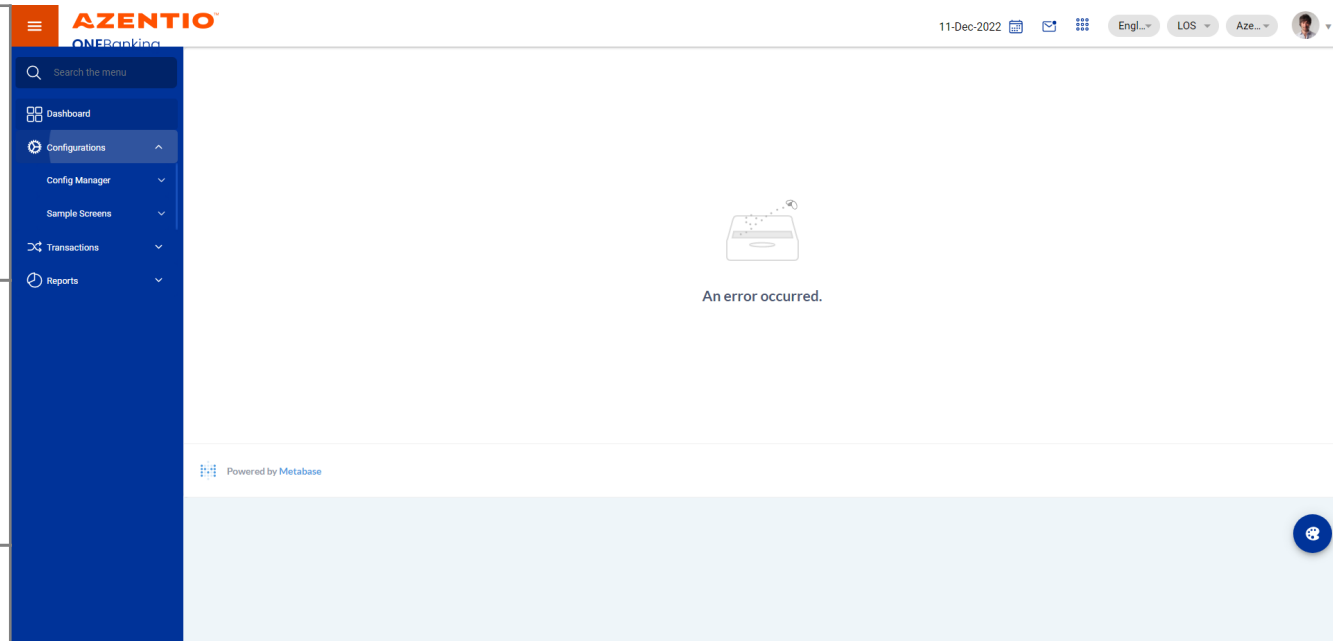 AZENTIO™
ONEBanking
11-Dec-2022
Engl...
LOS
Aze...
Search the menu
Dashboard
Configurations
Config Manager
Sample Screens
Transactions
Reports
An error occurred.
Powered by Metabase